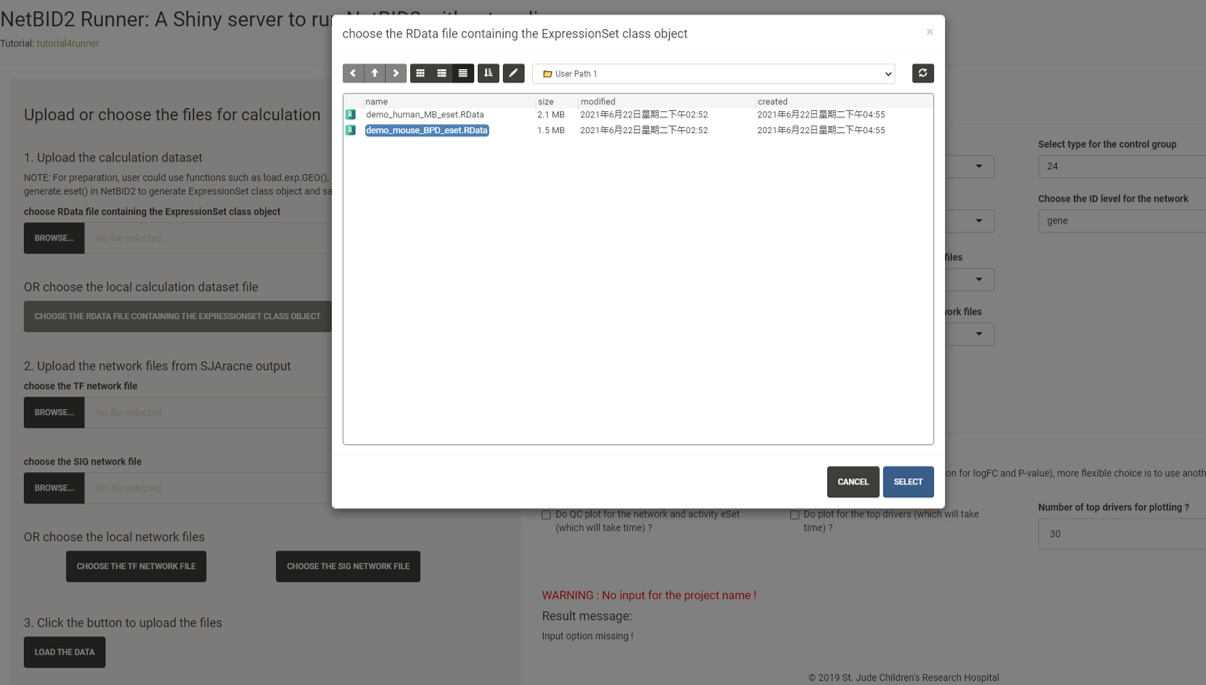 NetBID2 Runner: A Shiny server to run
Tutorial: tutorial4runner
choose the RData file containing the ExpressionSet class object
×
User Path 1
name size modified created
demo_human_MB_eset.RData 2.1 MB 2021年6月22日星期二下午02:52 2021年6月22日星期二下午04:55
demo_mouse_BPD_eset.RData 1.5 MB 2021年6月22日星期二下午02:52 2021年6月22日星期二下午04:55
CANCEL SELECT
Upload or choose the files for calculation
1. Upload the calculation dataset
NOTE: For preparation, user could use functions such as load.exp.GEO(),
generate.eset() in NetBID2 to generate ExpressionSet class object and sa
choose RData file containing the ExpressionSet class object
BROWSE... No file selected
OR choose the local calculation dataset file
CHOOSE THE RDATA FILE CONTAINING THE EXPRESSIONSET CLASS OBJECT
2. Upload the network files from SJAracne output
choose the TF network file
BROWSE... No file selected
choose the SIG network file
BROWSE... No file selected
OR choose the local network files
CHOOSE THE TF NETWORK FILE CHOOSE THE SIG NETWORK FILE
3. Click the button to upload the files
LOAD THE DATA
Select type for the control group
24
Choose the ID level for the network
gene
files
ork files
on for logFC and P-value), more flexible choice is to use anoth
Do QC plot for the network and activity eSet
(which will take time) ?
Do plot for the top drivers (which will take
time) ?
Number of top drivers for plotting ?
30
WARNING : No input for the project name !
Result message:
Input option missing !
© 2019 St. Jude Children's Research Hospital